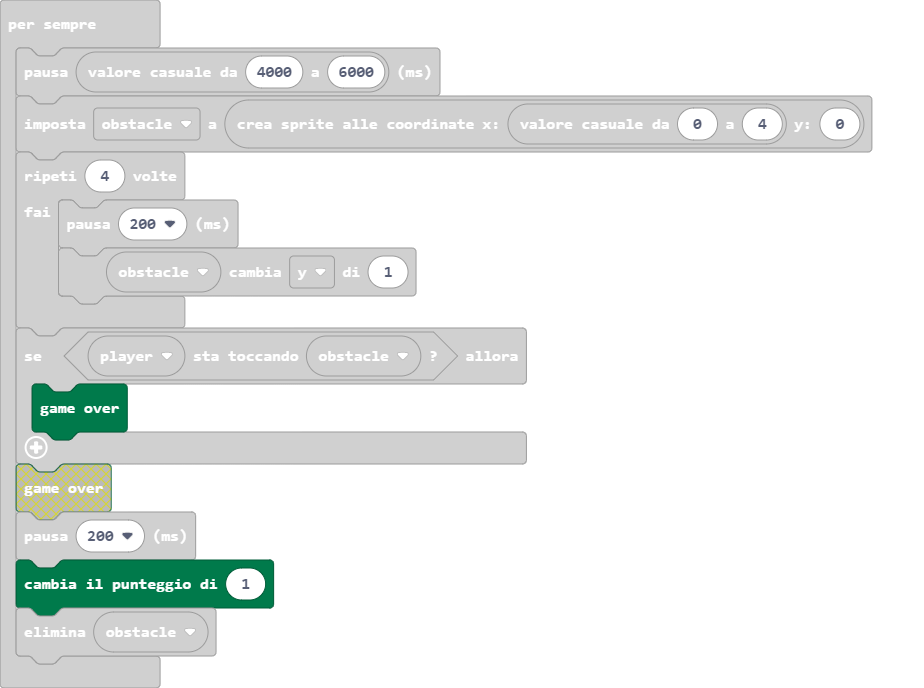 per sempre
pausa valore casuale da 4000 a 6000 (ms)
imposta obstacle a crea sprite alle coordinate x: valore casuale da 0 a 4 y: 0
ripeti 4 volte
fai
pausa 200 (ms)
obstacle cambia y di 1
se player sta toccando obstacle ? allora
game over
game over
pausa 200 (ms)
cambia il punteggio di 1
elimina obstacle